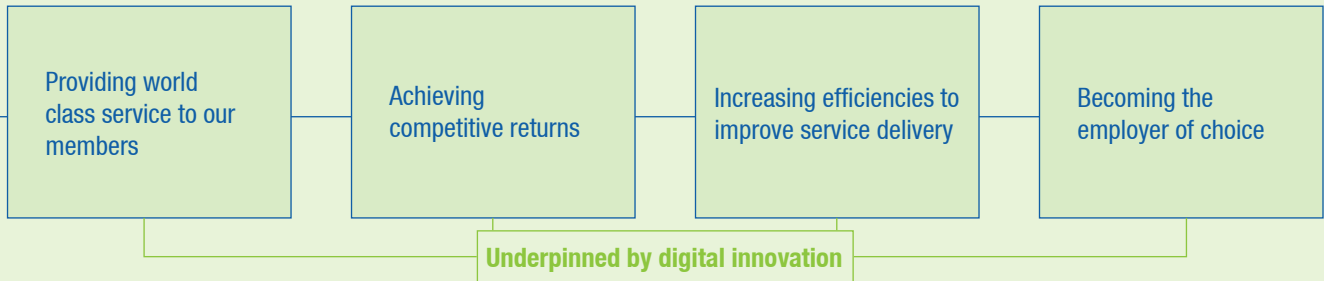 Providing world
class service to our
members
Achieving
competitive returns
Increasing efficiencies to
improve service delivery
Becoming the
employer of choice
Underpinned by digital innovation